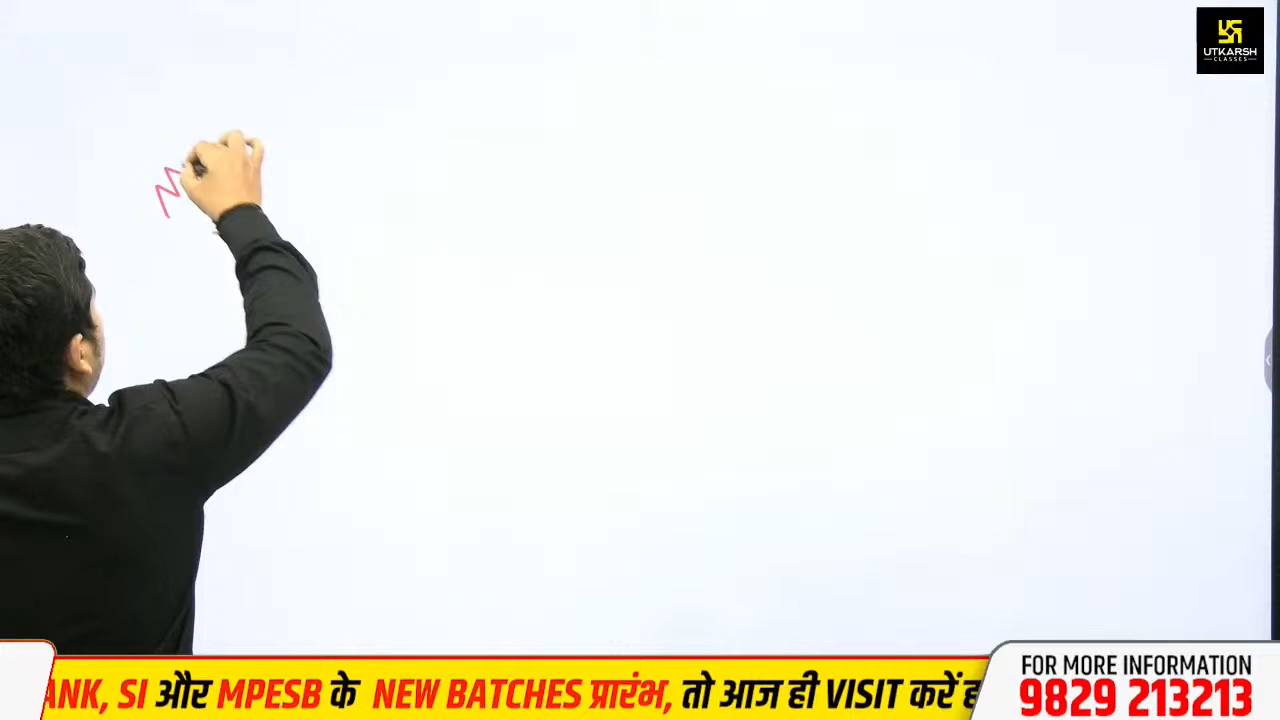 UTKARSH
CLASSES
M
ANK, SI और MPESB के NEW BATCHES प्रारंभ, तो आज ही VISIT करें ह
FOR MORE INFORMATION
9829 213213